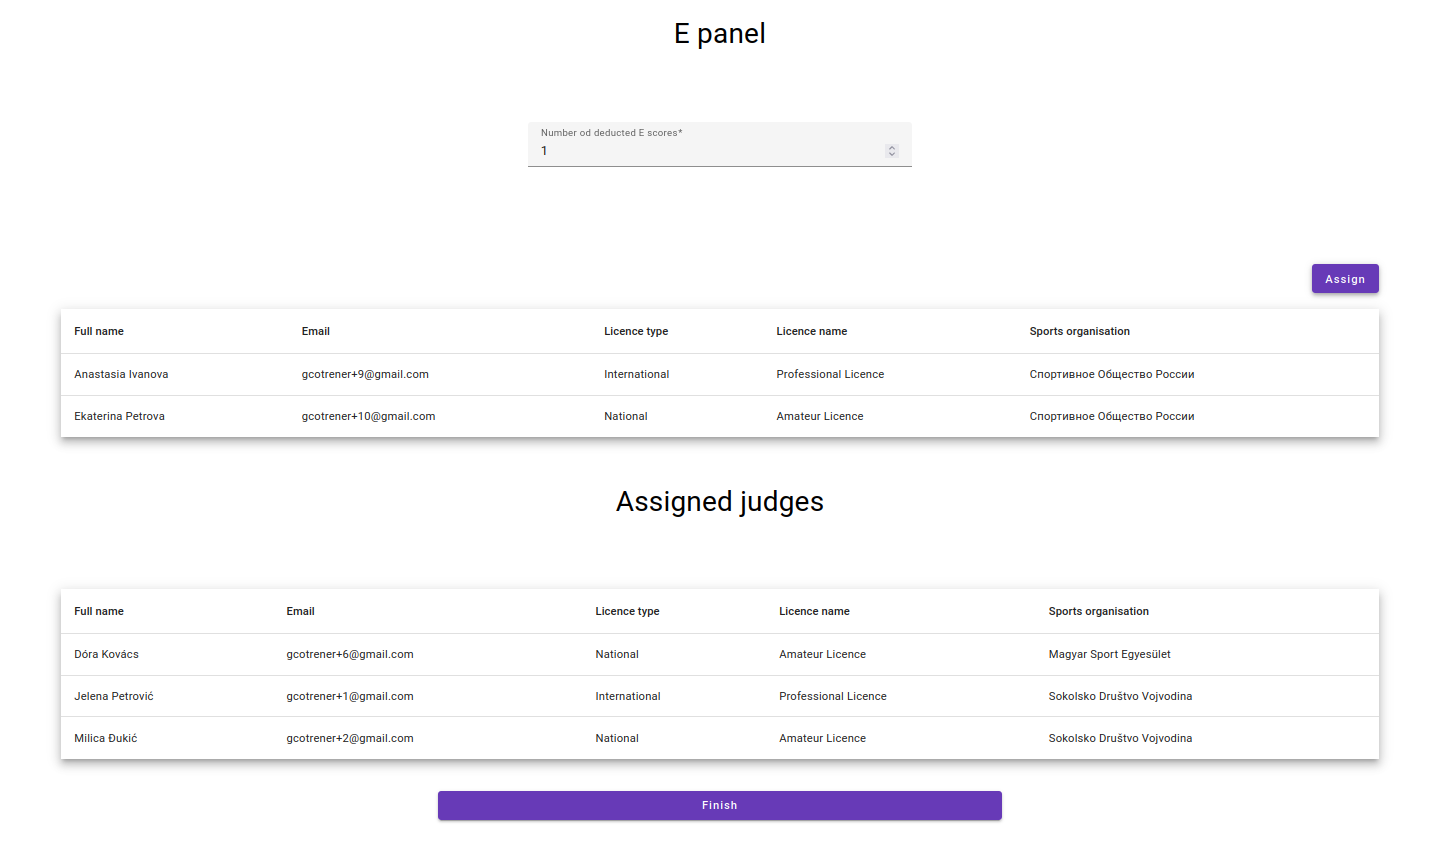 E panel
Number od deducted E scores*
1
Assign
Full name Email Licence type Licence name Sports organisation
Anastasia Ivanova gcotrener+9@gmail.com International Professional Licence Спортивное Общество России
Ekaterina Petrova gcotrener+10@gmail.com National Amateur Licence Спортивное Общество России
Assigned judges
Full name Email Licence type Licence name Sports organisation
Dóra Kovács gcotrener+6@gmail.com National Amateur Licence Magyar Sport Egyesület
Jelena Petrović gcotrener+1@gmail.com International Professional Licence Sokolsko Društvo Vojvodina
Milica Đukić gcotrener+2@gmail.com National Amateur Licence Sokolsko Društvo Vojvodina
Finish